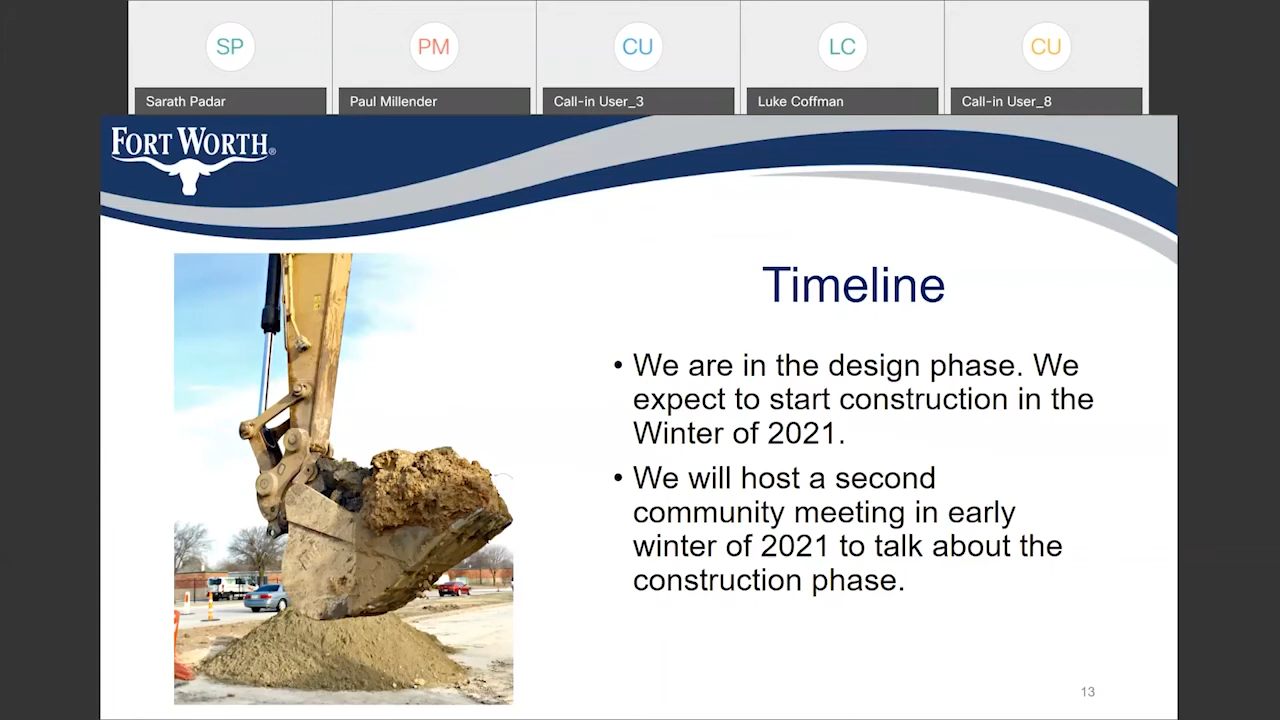 SP
PM
CU
LC
CU
Sarath Padar
Paul Millender
Call-in User_3
Luke Coffman
Call-in User_8
FORT WORTH®
Timeline
• We are in the design phase. We
expect to start construction in the
Winter of 2021.
• We will host a second
community meeting in early
winter of 2021 to talk about the
construction phase.
13